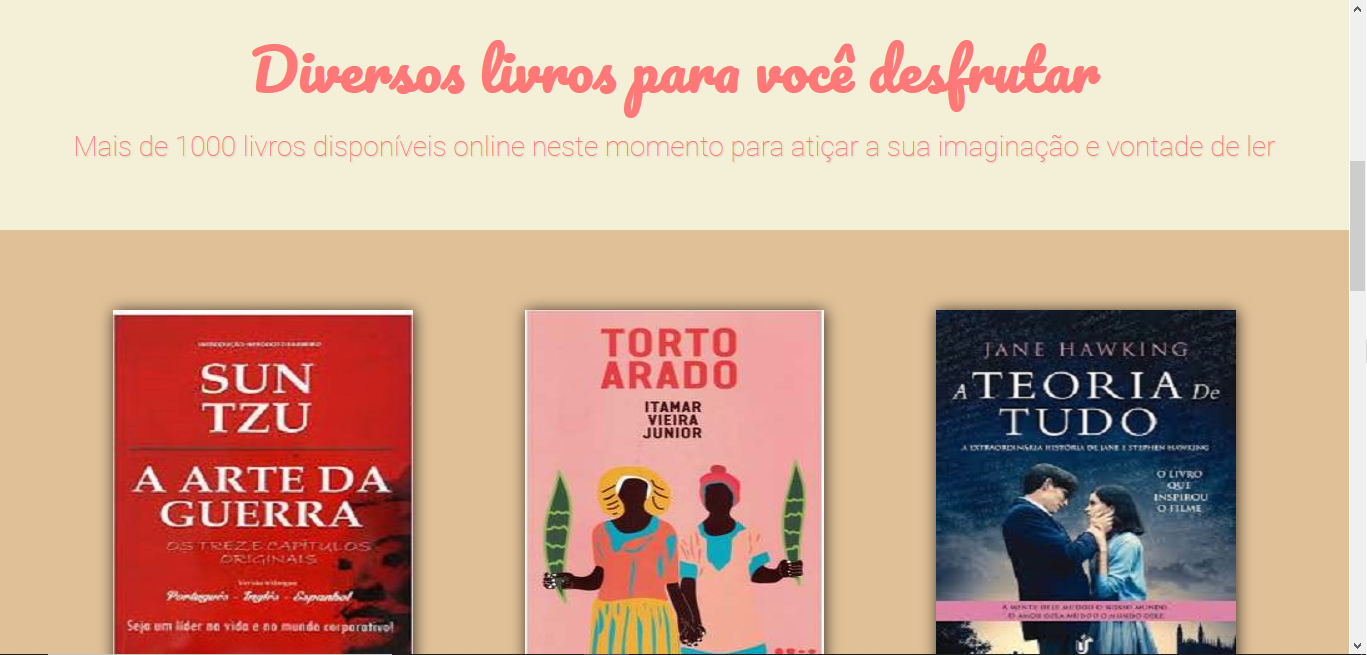 Diversos livros para você desfrutar
Mais de 1000 livros disponíveis online neste momento para atiçar a sua imaginação e vontade de ler
SUN
TZU
A ARTE DA
GUERRA
OS TREZE CAPÍTULOS
ORIGINAIS
Português - Inglês - Espanhol
Seja um líder na vida e no mundo corporativo!
TORTO
ARADO
ITAMAR
VIEIRA
JUNIOR
JANE HAWKING
A TEORIA De
TUDO
A EXTRAORDINÁRIA HISTÓRIA DE JANE E STEPHEN HAWKING
O LIVRO
QUE
INSPIROU
O FILME
A MENTE DELE MUDOU O NOSSO MUNDO.
O AMOR DELA MUDOU O MUNDO DELE.